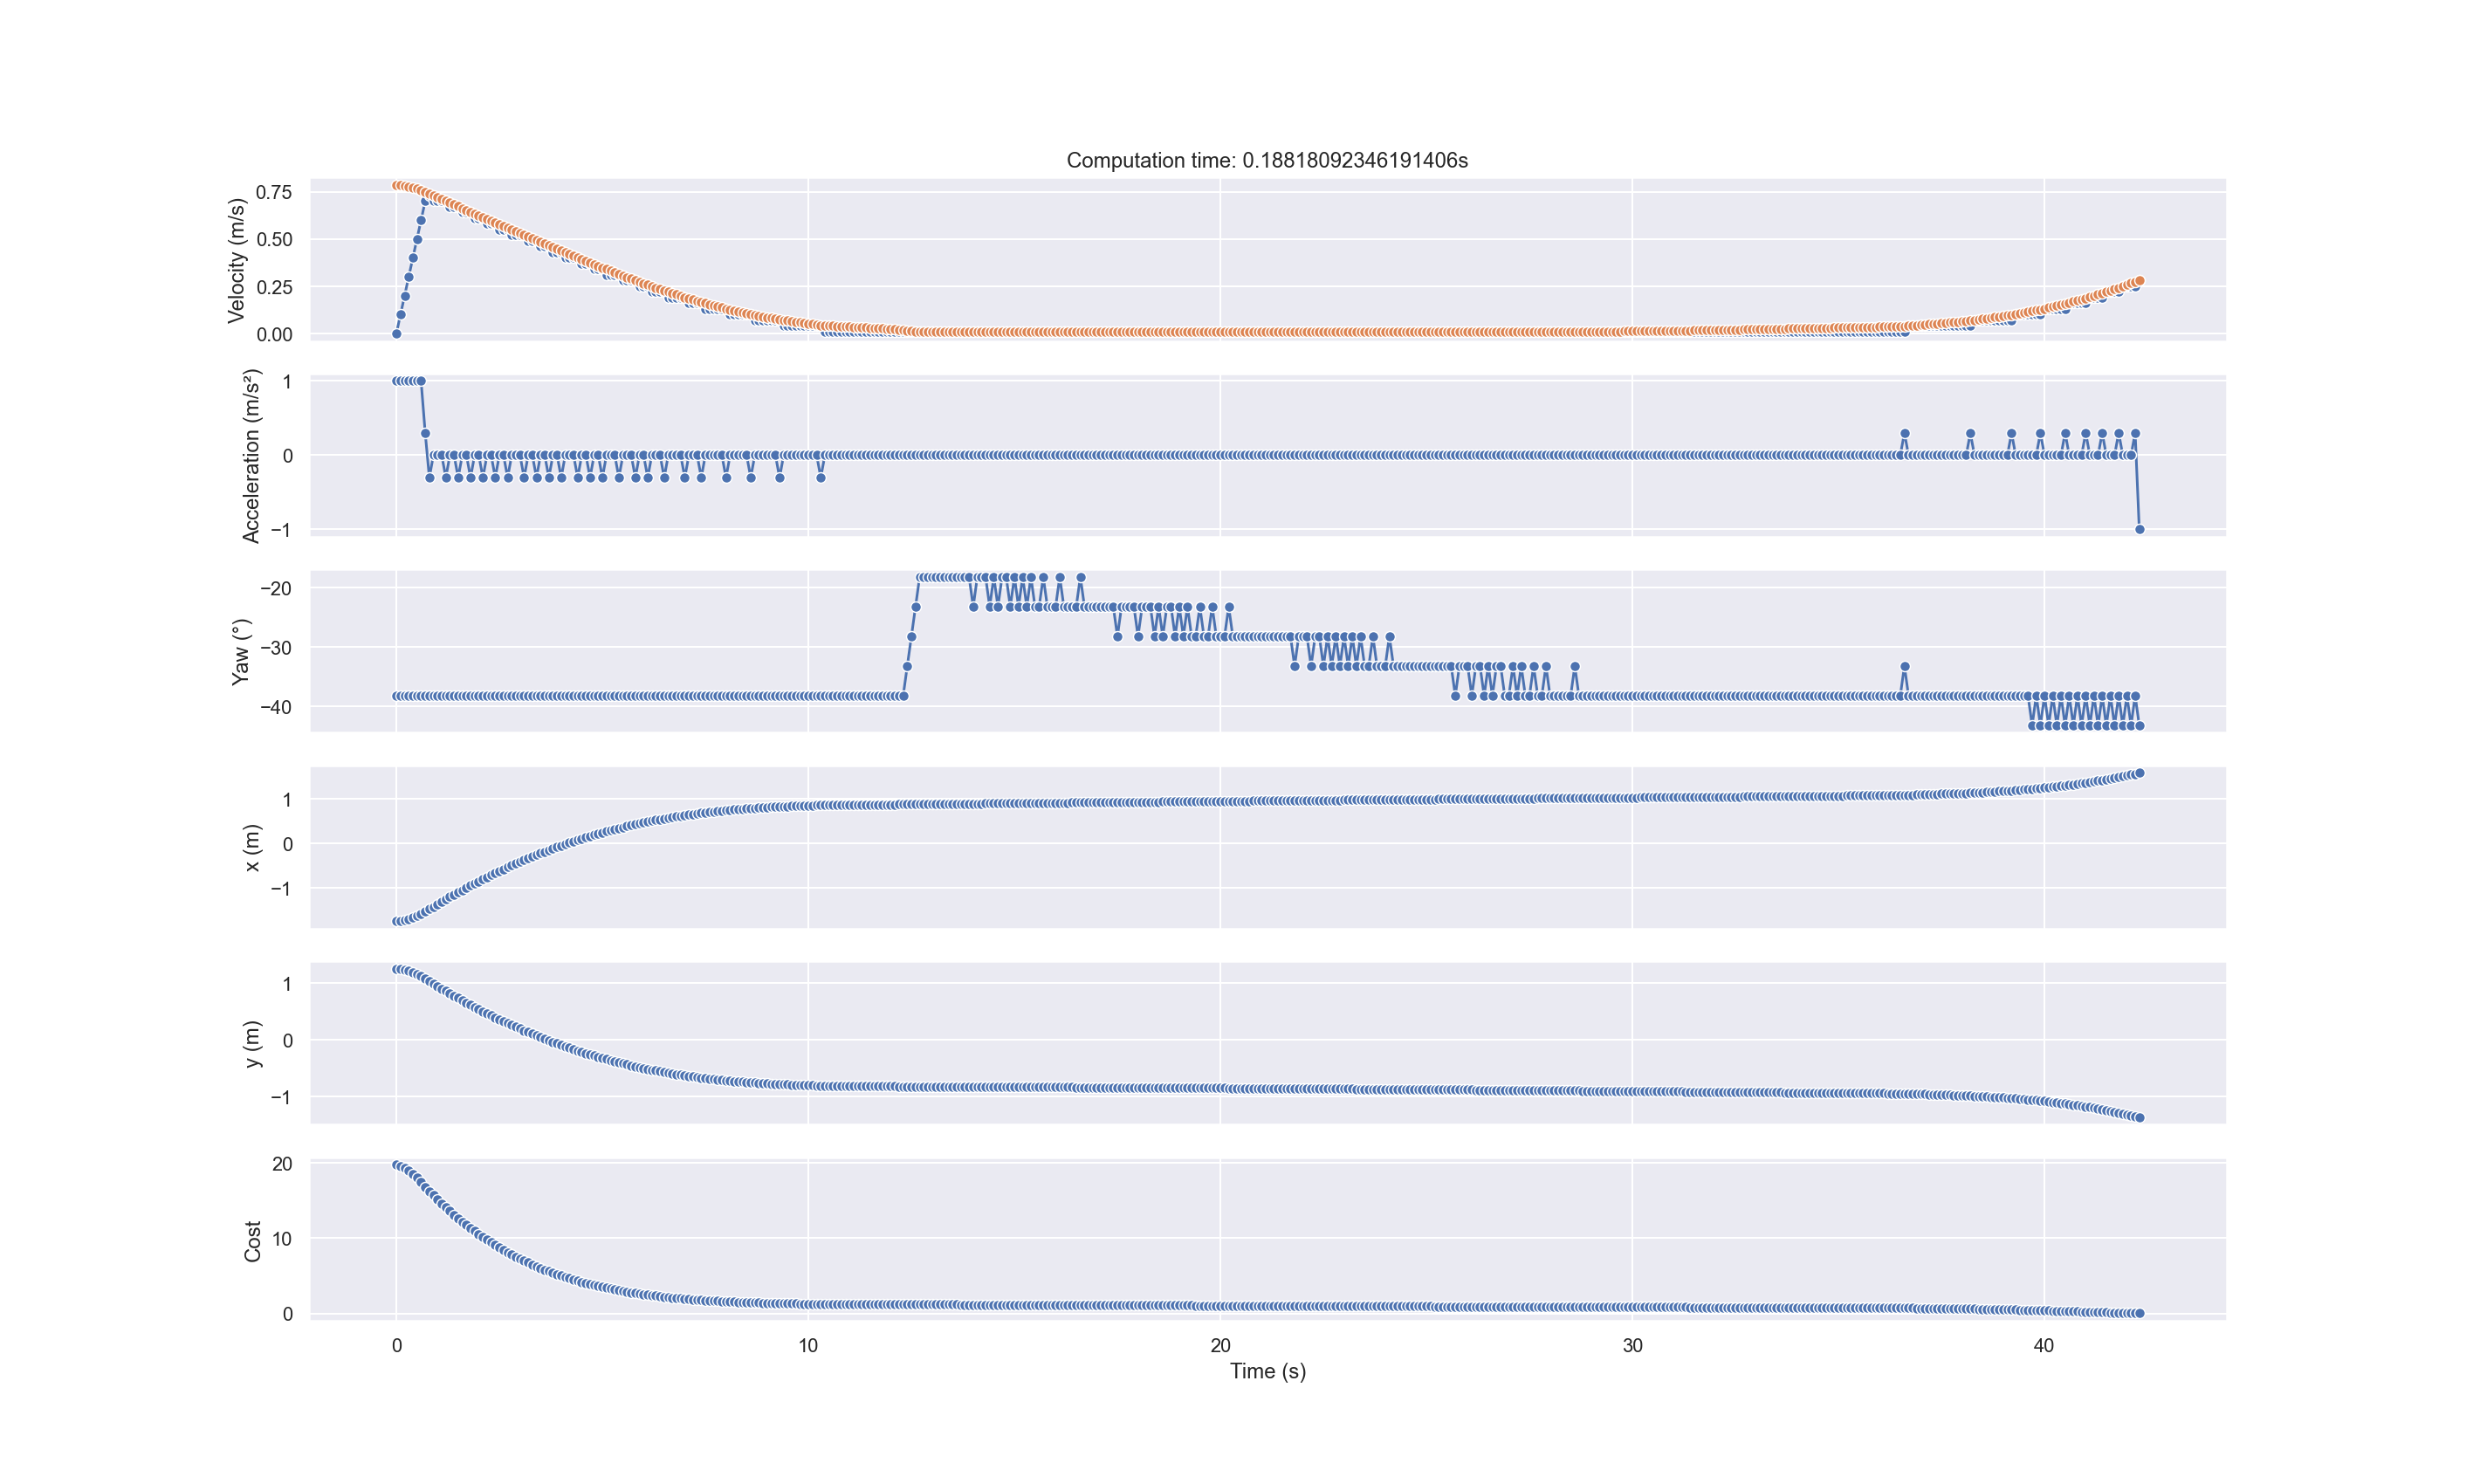 Computation time: 0.18818092346191406s
Velocity (m/s)
0.75
0.50
0.25
0.00
Acceleration (m/s²)
1
0
−1
Yaw (°)
−20
−30
−40
x (m)
1
0
−1
y (m)
1
0
−1
Cost
20
10
0
0 10 20 30 40
Time (s)